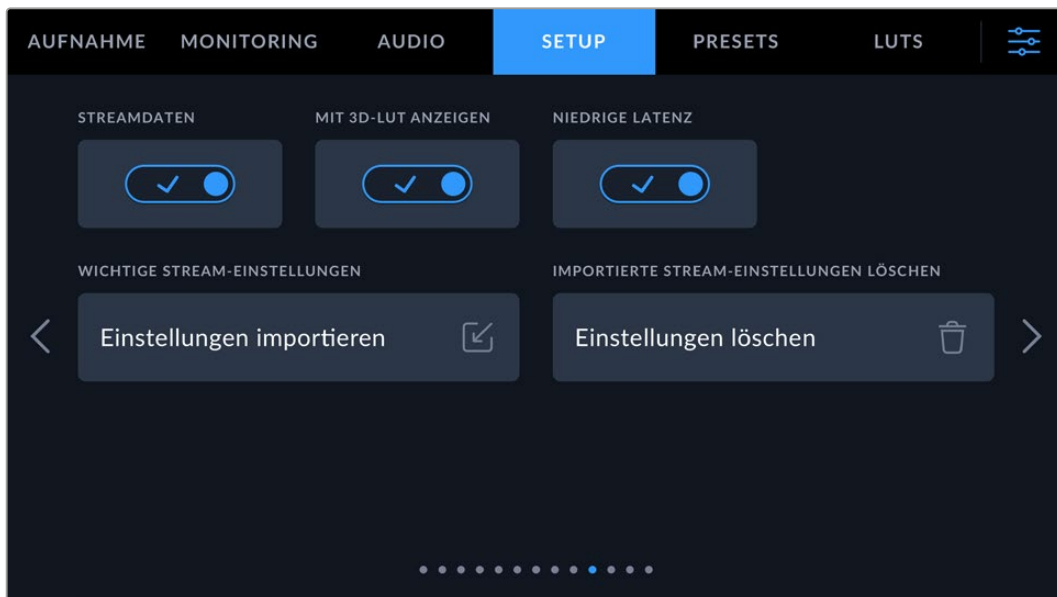 AUFNAHME MONITORING AUDIO SETUP PRESETS LUTS
STREAMDATEN MIT 3D-LUT ANZEIGEN NIEDRIGE LATENZ
WICHTIGE STREAM-EINSTELLUNGEN IMPORTIERTE STREAM-EINSTELLUNGEN LÖSCHEN
Einstellungen importieren Einstellungen löschen